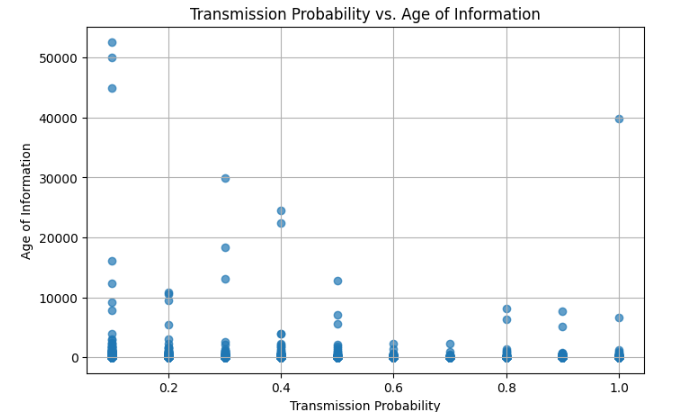 Transmission Probability vs. Age of Information
50000
40000
30000
20000
10000
0
Age of Information
0.2 0.4 0.6 0.8 1.0
Transmission Probability